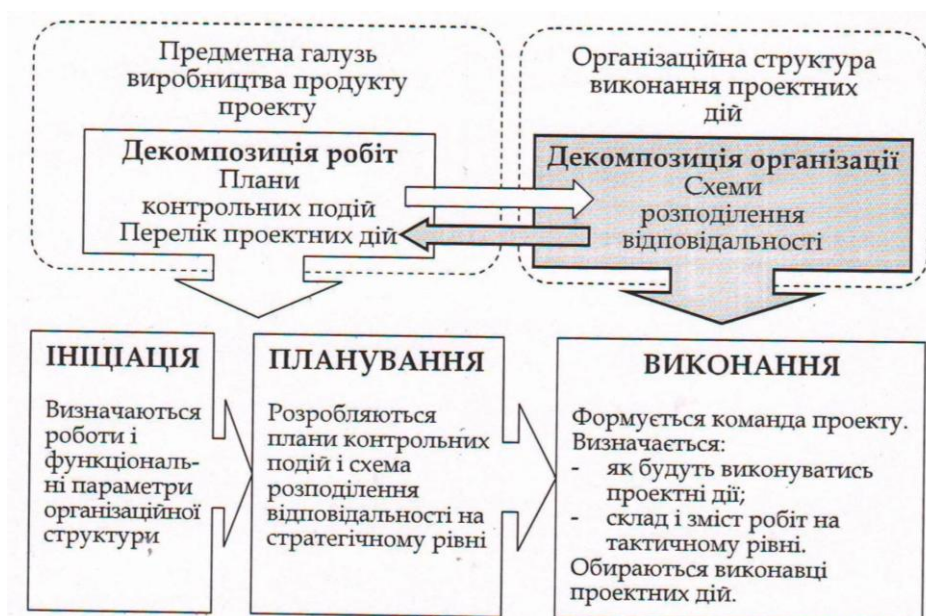 Предметна галузь
виробництва продукту
проекту
Декомпозиція робіт
Плани
контрольних подій
Перелік проектних дій
Організаційна структура
виконання проектних
дій
Декомпозиція організації
Схеми
розподілення
відповідальності
ІНІЦІАЦІЯ
Визначаються
роботи і
функціональ-
ні параметри
організаційної
структури
ПЛАНУВАННЯ
Розробляються
плани контрольних
подій і схема
розподілення
відповідальності на
стратегічному рівні
ВИКОНАННЯ
Формується команда проекту.
Визначається:
- як будуть виконуватись
проектні дії;
- склад і зміст робіт на
тактичному рівні.
Обираються виконавці
проектних дій.